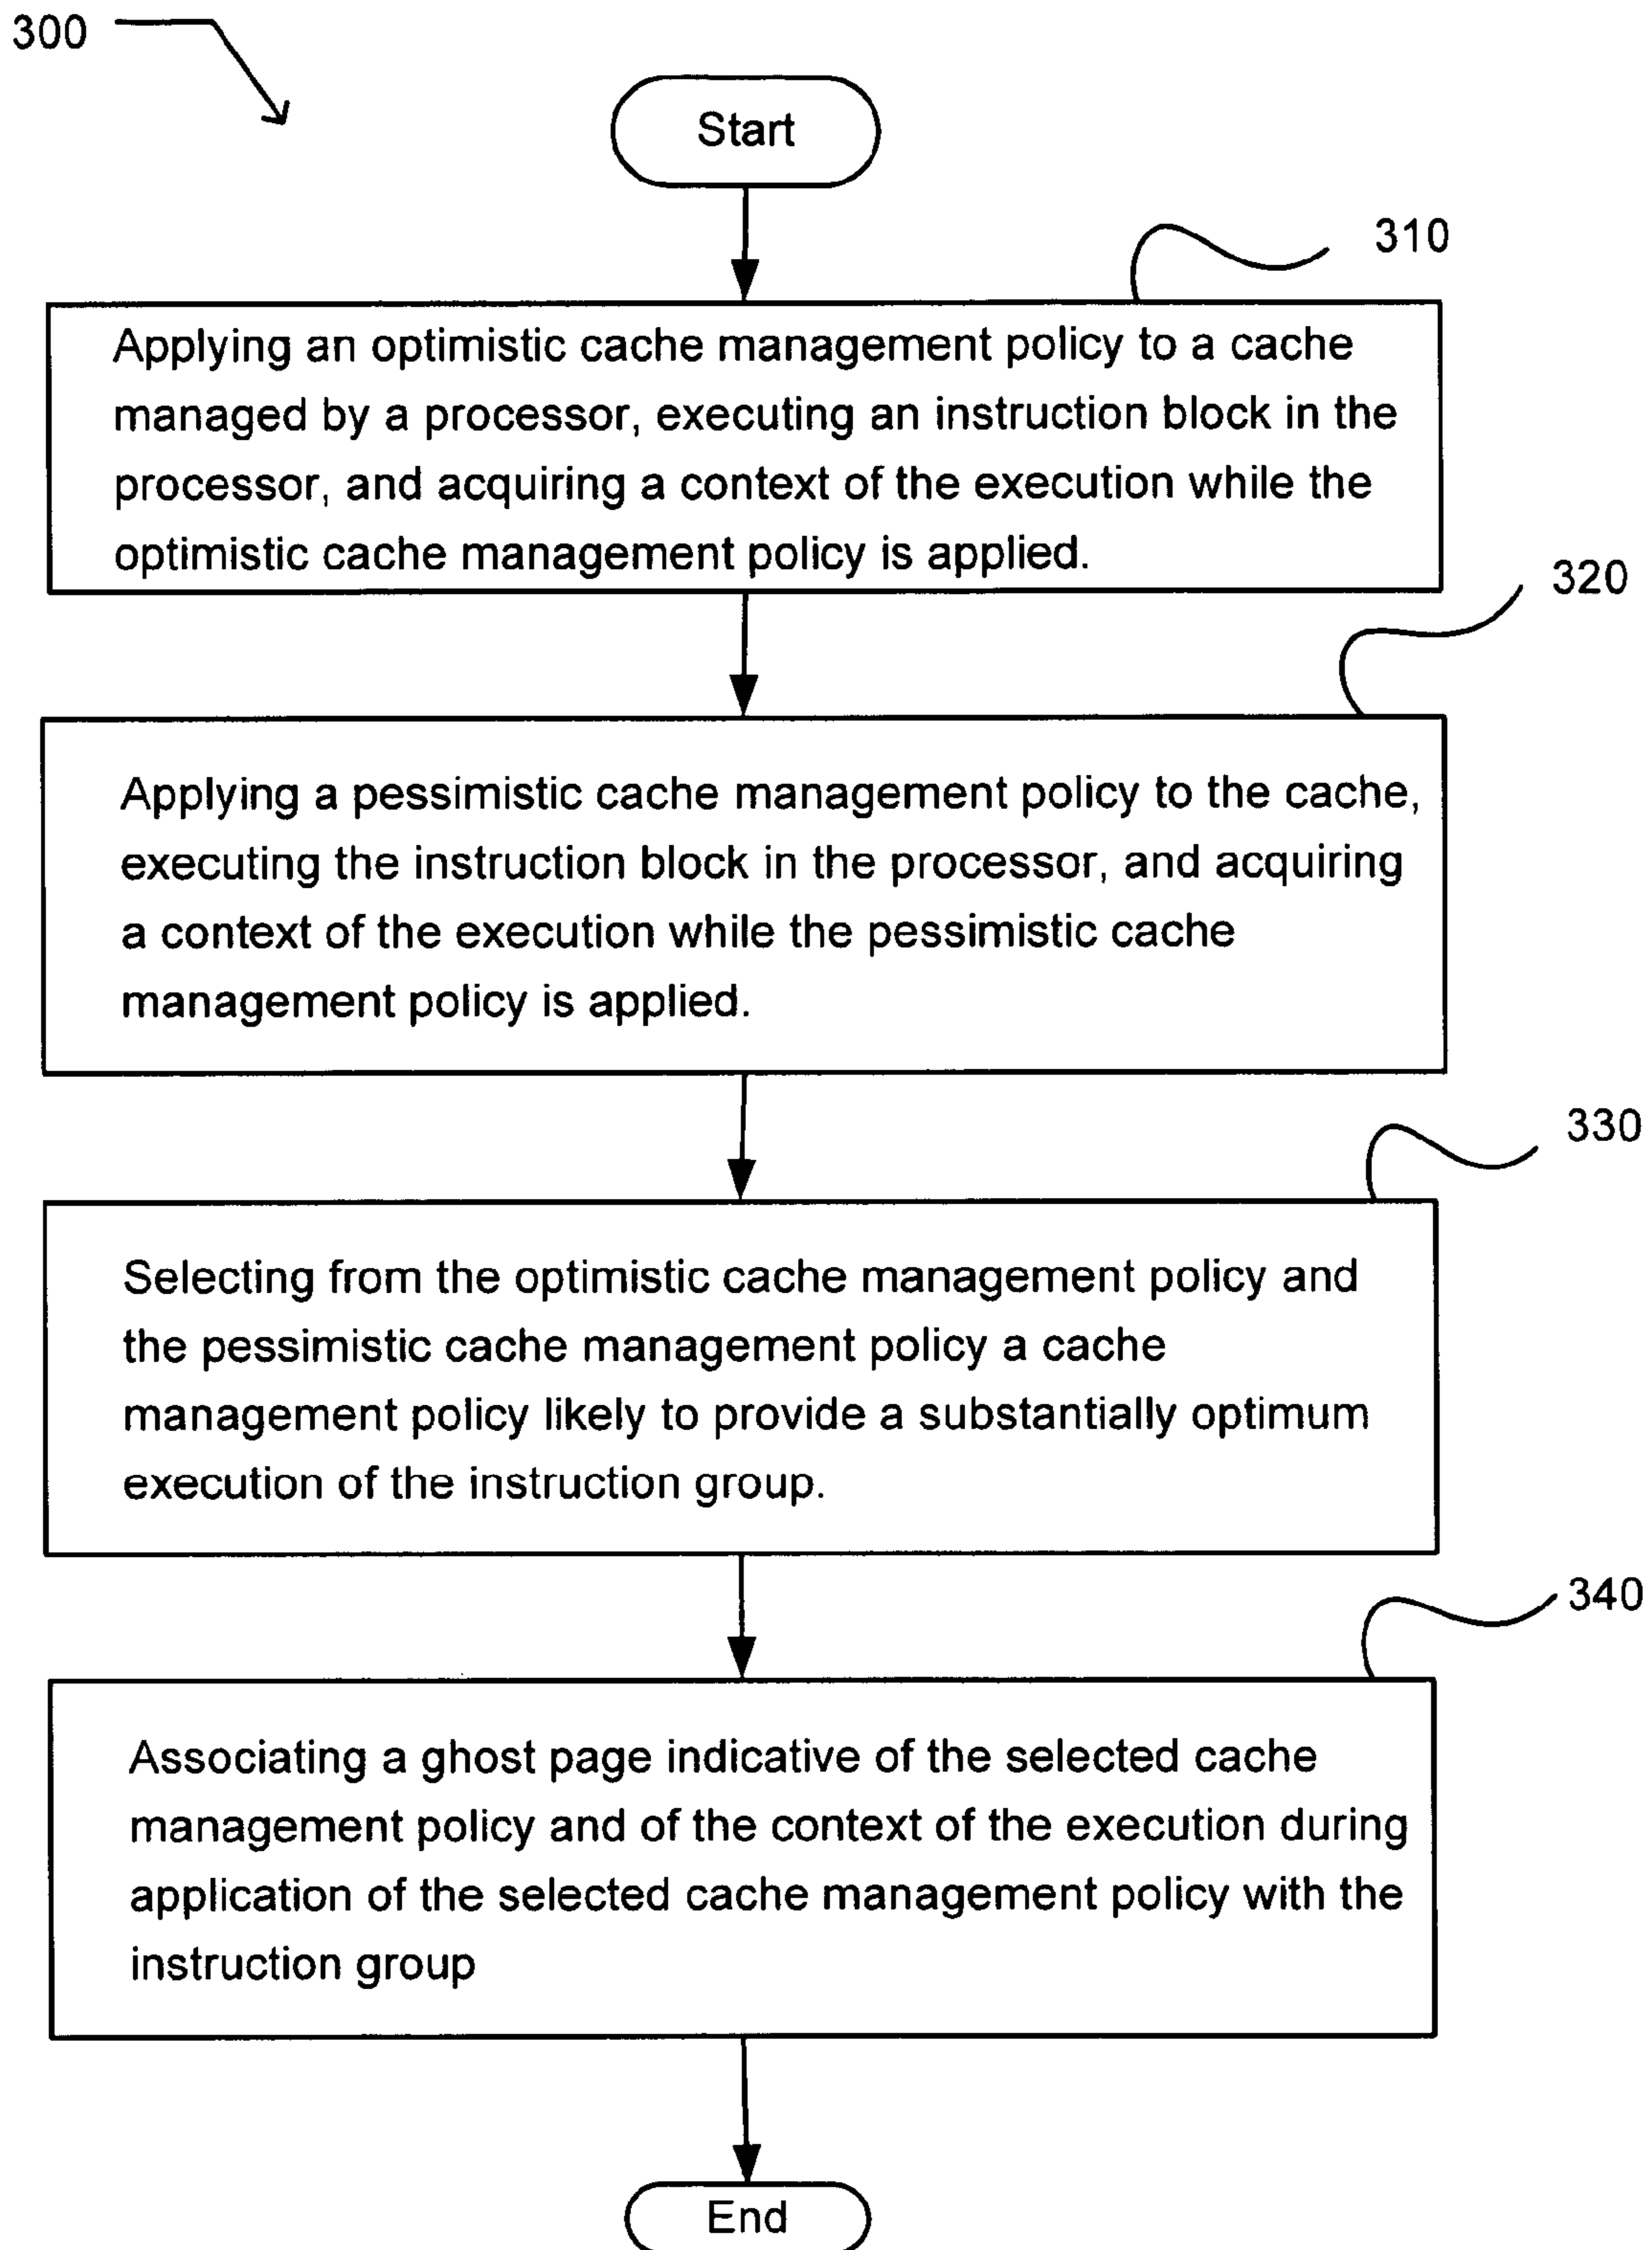 300
Start
310
Applying an optimistic cache management policy to a cache
managed by a processor, executing an instruction block in the
processor, and acquiring a context of the execution while the
optimistic cache management policy is applied.
320
Applying a pessimistic cache management policy to the cache,
executing the instruction block in the processor, and acquiring
a context of the execution while the pessimistic cache
management policy is applied.
330
Selecting from the optimistic cache management policy and
the pessimistic cache management policy a cache
management policy likely to provide a substantially optimum
execution of the instruction group.
340
Associating a ghost page indicative of the selected cache
management policy and of the context of the execution during
application of the selected cache management policy with the
instruction group
End